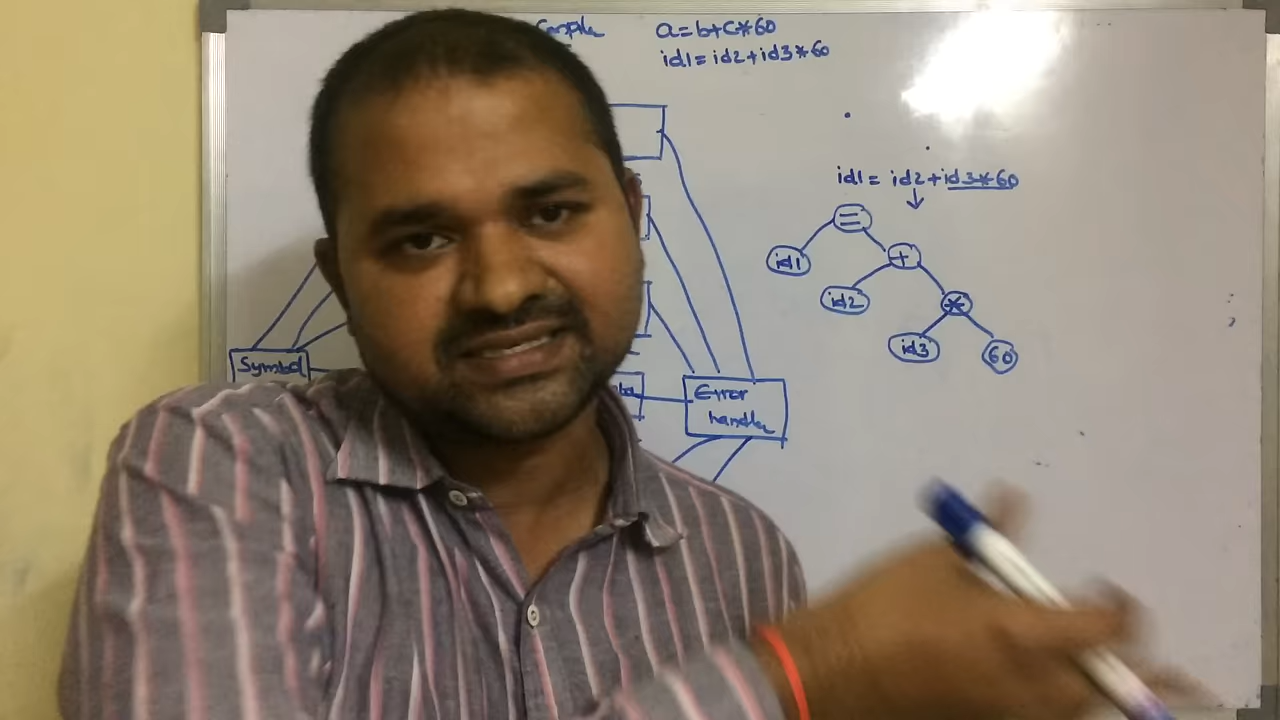 a=b+c*60
id1=id2+id3*60
id1= id2+id3*60
=
id1
+
id2
*
id3
60
Symbol
Error
handler